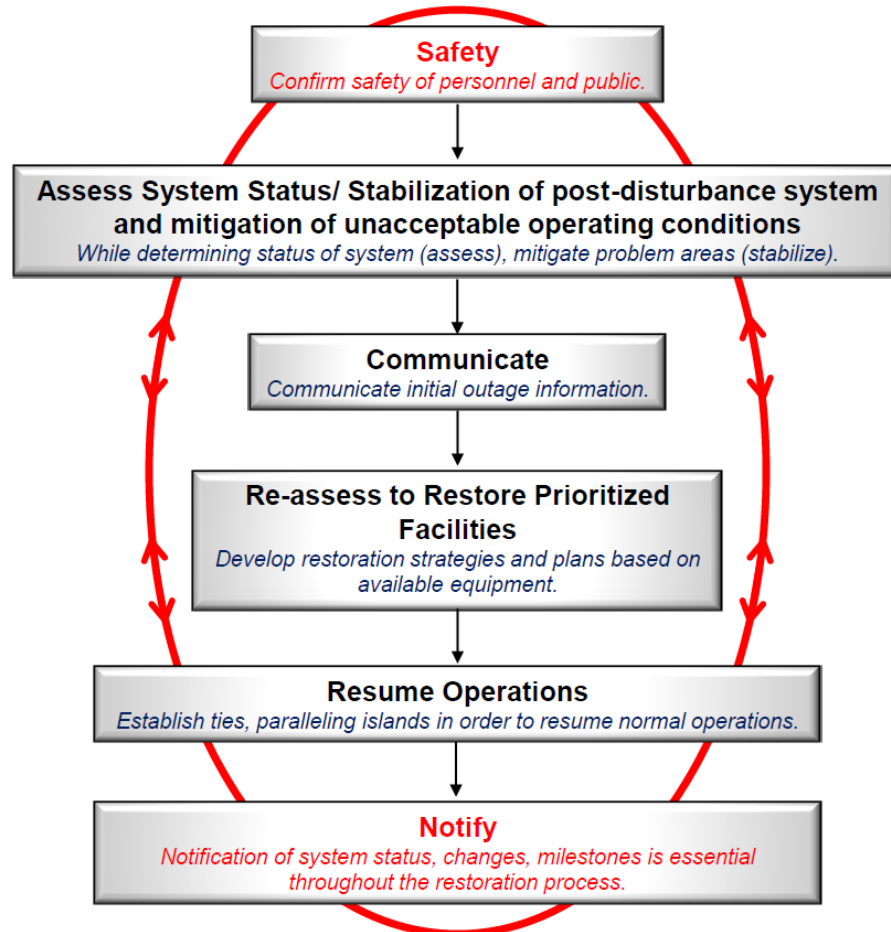 Safety
Confirm safety of personnel and public.
Assess System Status/ Stabilization of post-disturbance system
and mitigation of unacceptable operating conditions
While determining status of system (assess), mitigate problem areas (stabilize).
Communicate
Communicate initial outage information.
Re-assess to Restore Prioritized
Facilities
Develop restoration strategies and plans based on
available equipment.
Resume Operations
Establish ties, paralleling islands in order to resume normal operations.
Notify
Notification of system status, changes, milestones is essential
throughout the restoration process.